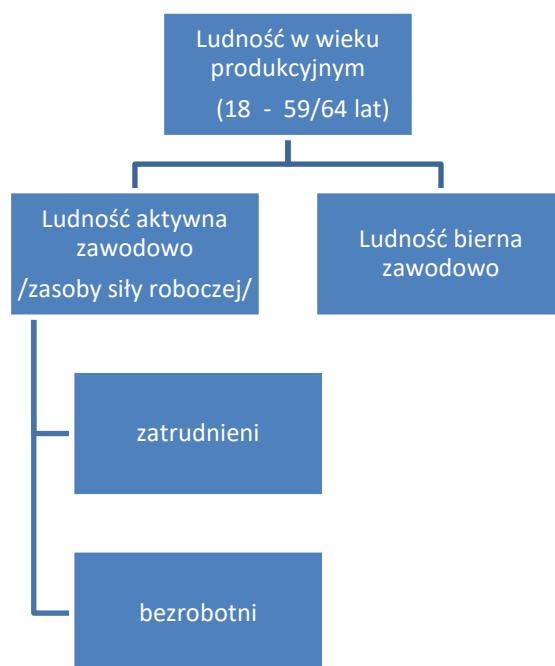 Ludność w wieku
produkcyjnym
(18 - 59/64 lat)
Ludność aktywna
zawodowo
/zasoby siły roboczej/
Ludność bierna
zawodowo
zatrudnieni
bezrobotni